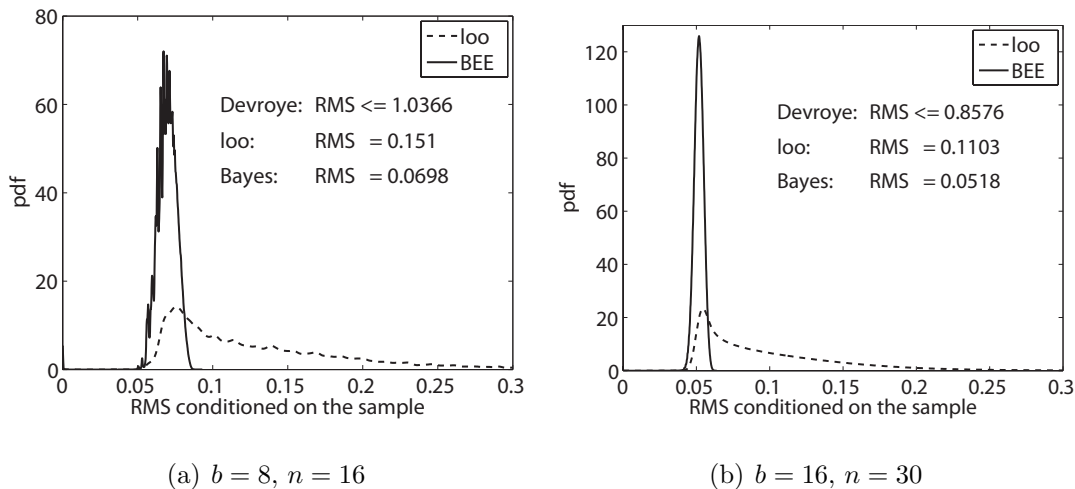 80
60
40
20
0
pdf
loo
BEE
Devroye: RMS <= 1.0366
loo: RMS = 0.151
Bayes: RMS = 0.0698
0 0.05 0.1 0.15 0.2 0.25 0.3
RMS conditioned on the sample
(a) b = 8, n = 16
120
100
80
60
40
20
0
pdf
loo
BEE
Devroye: RMS <= 0.8576
loo: RMS = 0.1103
Bayes: RMS = 0.0518
0 0.05 0.1 0.15 0.2 0.25 0.3
RMS conditioned on the sample
(b) b = 16, n = 30